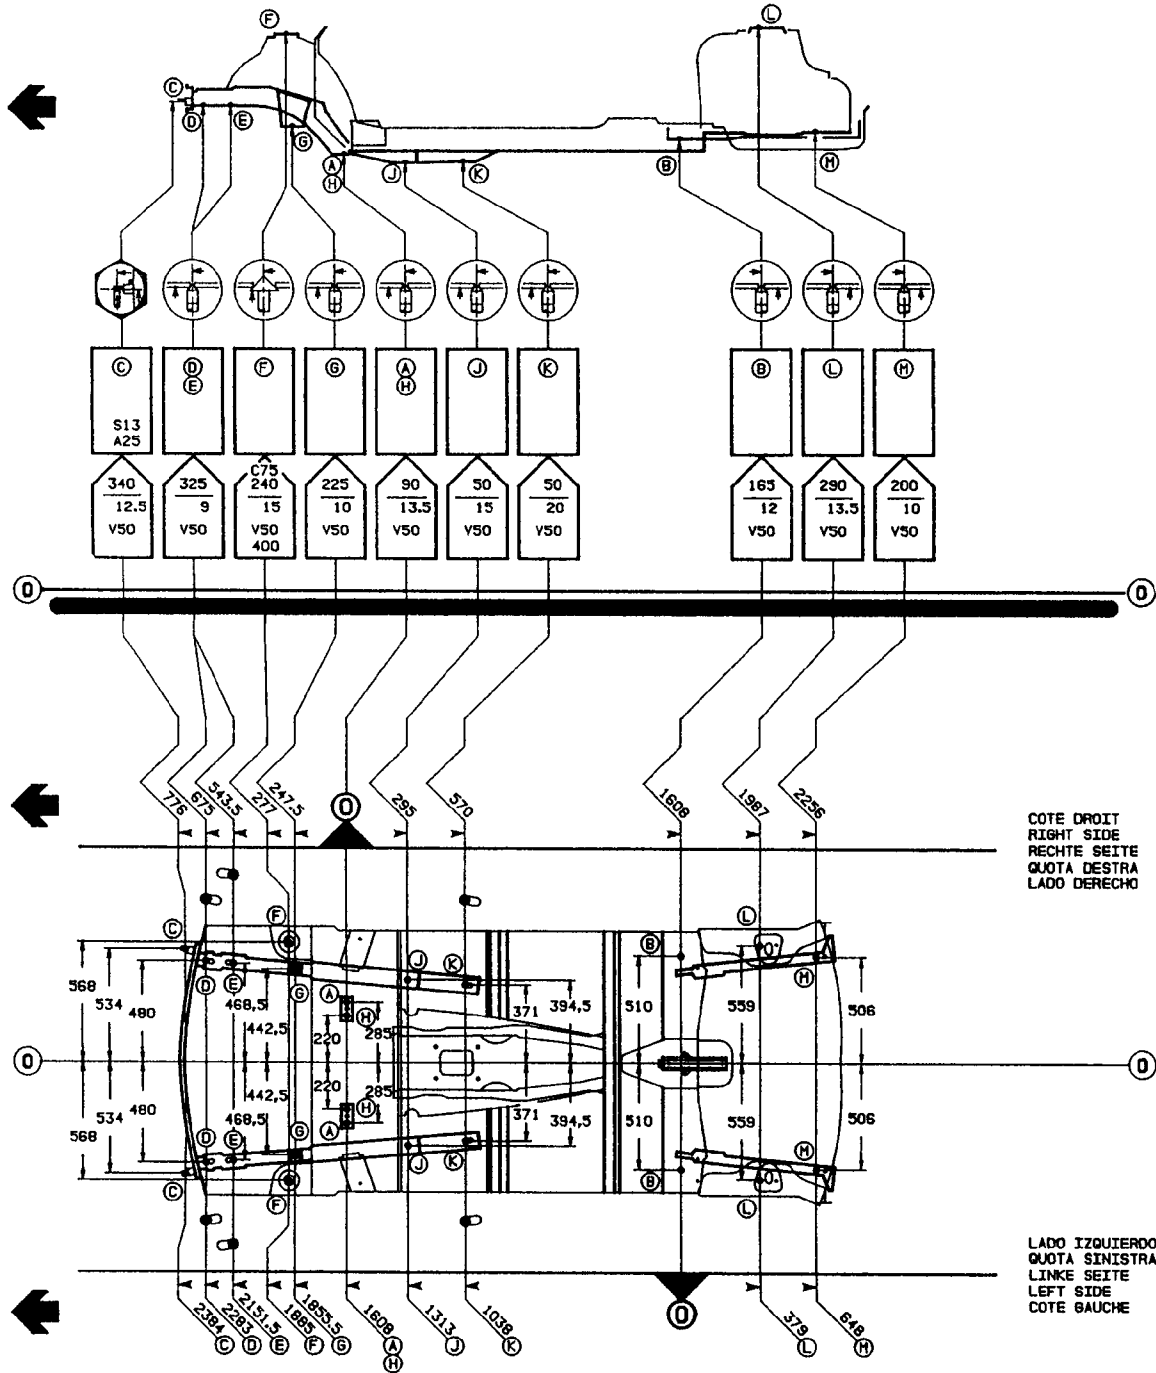 F L
C
D E
G
A
H
J K B M
C D
E F G A
H J K B L M
S13
A25
C75
340 325 240 225 90 50 50 165 290 200
12.5 9 15 10 13.5 15 20 12 13.5 10
V50 V50 V50 V50 V50 V50 V50 V50 V50 V50
400
0 0
776 675 543.5 277 247.5 0 295 570 1608 1987 2256
COTE DROIT
RIGHT SIDE
RECHTE SEITE
QUOTA DESTRA
LADO DERECHO
C F J K B L M
D E G A H
568 534 480 468,5 442,5 220 285 371 394,5 510 559 506
0 0
568 534 480 468,5 442,5 220 285 371 394,5 510 559 506
D E G A H
C F J K B L M
LADO IZQUIERDO
QUOTA SINISTRA
LINKE SEITE
LEFT SIDE
COTE GAUCHE
2384 2283 2151.5 1885 1855.5 1608 1313 1038 0 379 648
C D E F G A
H J K L M